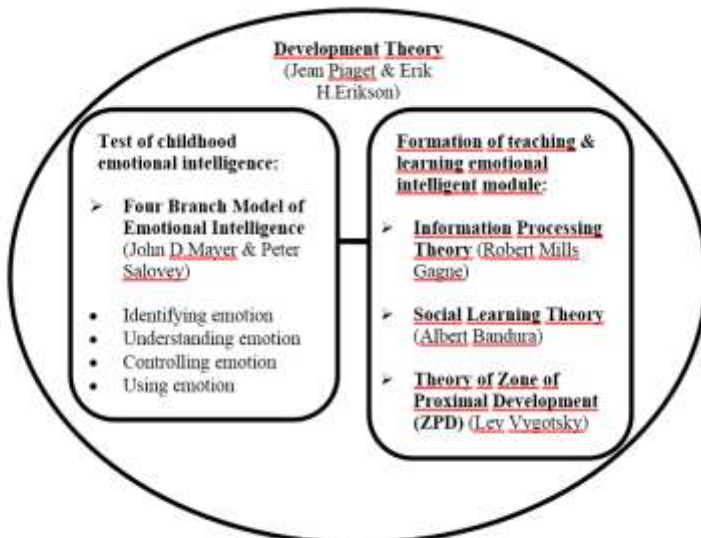 Development Theory
(Jean Piaget & Erik
H.Erikson)
Test of childhood
emotional intelligence:
➢ Four Branch Model of
Emotional Intelligence
(John D Mayer & Peter
Salovey)
• Identifying emotion
• Understanding emotion
• Controlling emotion
• Using emotion
Formation of teaching &
learning emotional
intelligent module:
➢ Information Processing
Theory (Robert Mills
Gagne)
➢ Social Learning Theory
(Albert Bandura)
➢ Theory of Zone of
Proximal Development
(ZPD) (Lev Vygotsky)